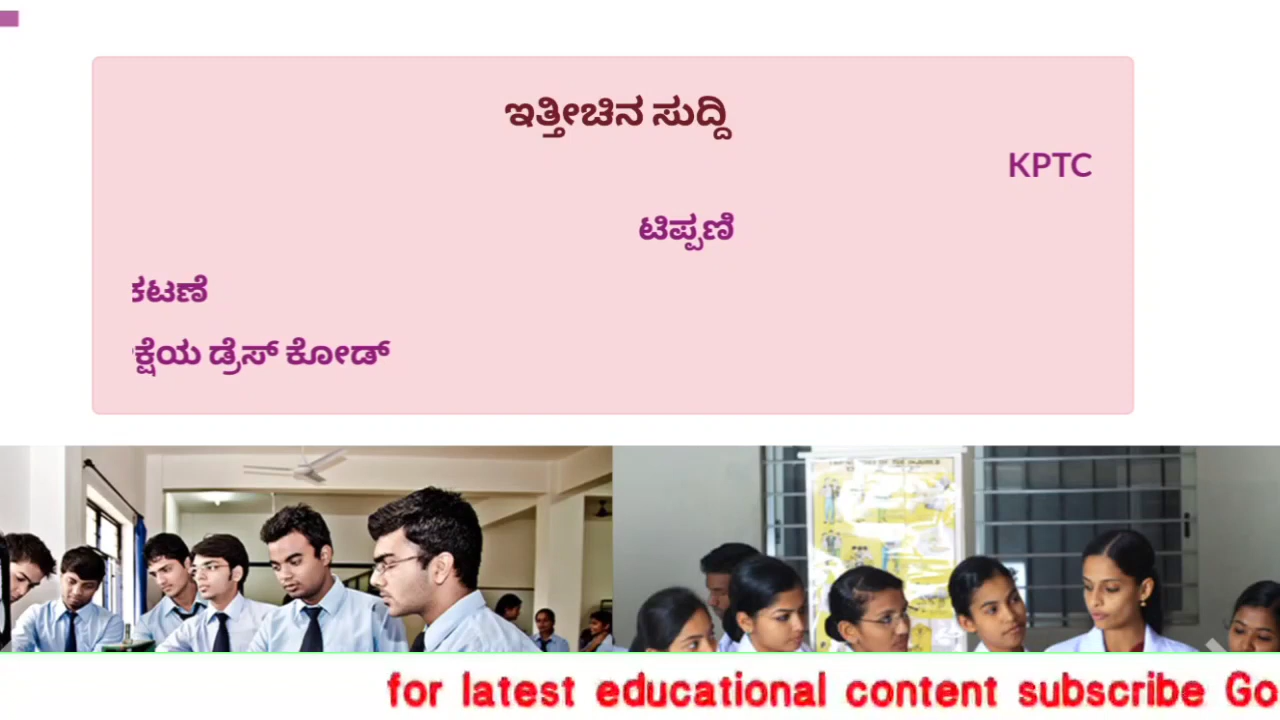 ಇತ್ತೀಚಿನ ಸುದ್ದಿ
KPTC
ಟಿಪ್ಪಣಿ
ಕಟಣೆ
ಕ್ಷೆಯ ಡ್ರೆಸ್ ಕೋಡ್
for latest educational content subscribe Go